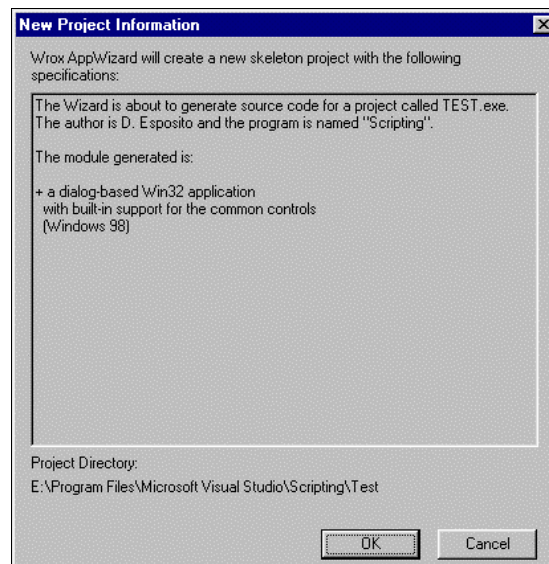 New Project Information
Wrox AppWizard will create a new skeleton project with the following
specifications:
The Wizard is about to generate source code for a project called TEST.exe.
The author is D. Esposito and the program is named "Scripting".
The module generated is:
+ a dialog-based Win32 application
with built-in support for the common controls
(Windows 98)
Project Directory:
E:\Program Files\Microsoft Visual Studio\Scripting\Test
OK
Cancel